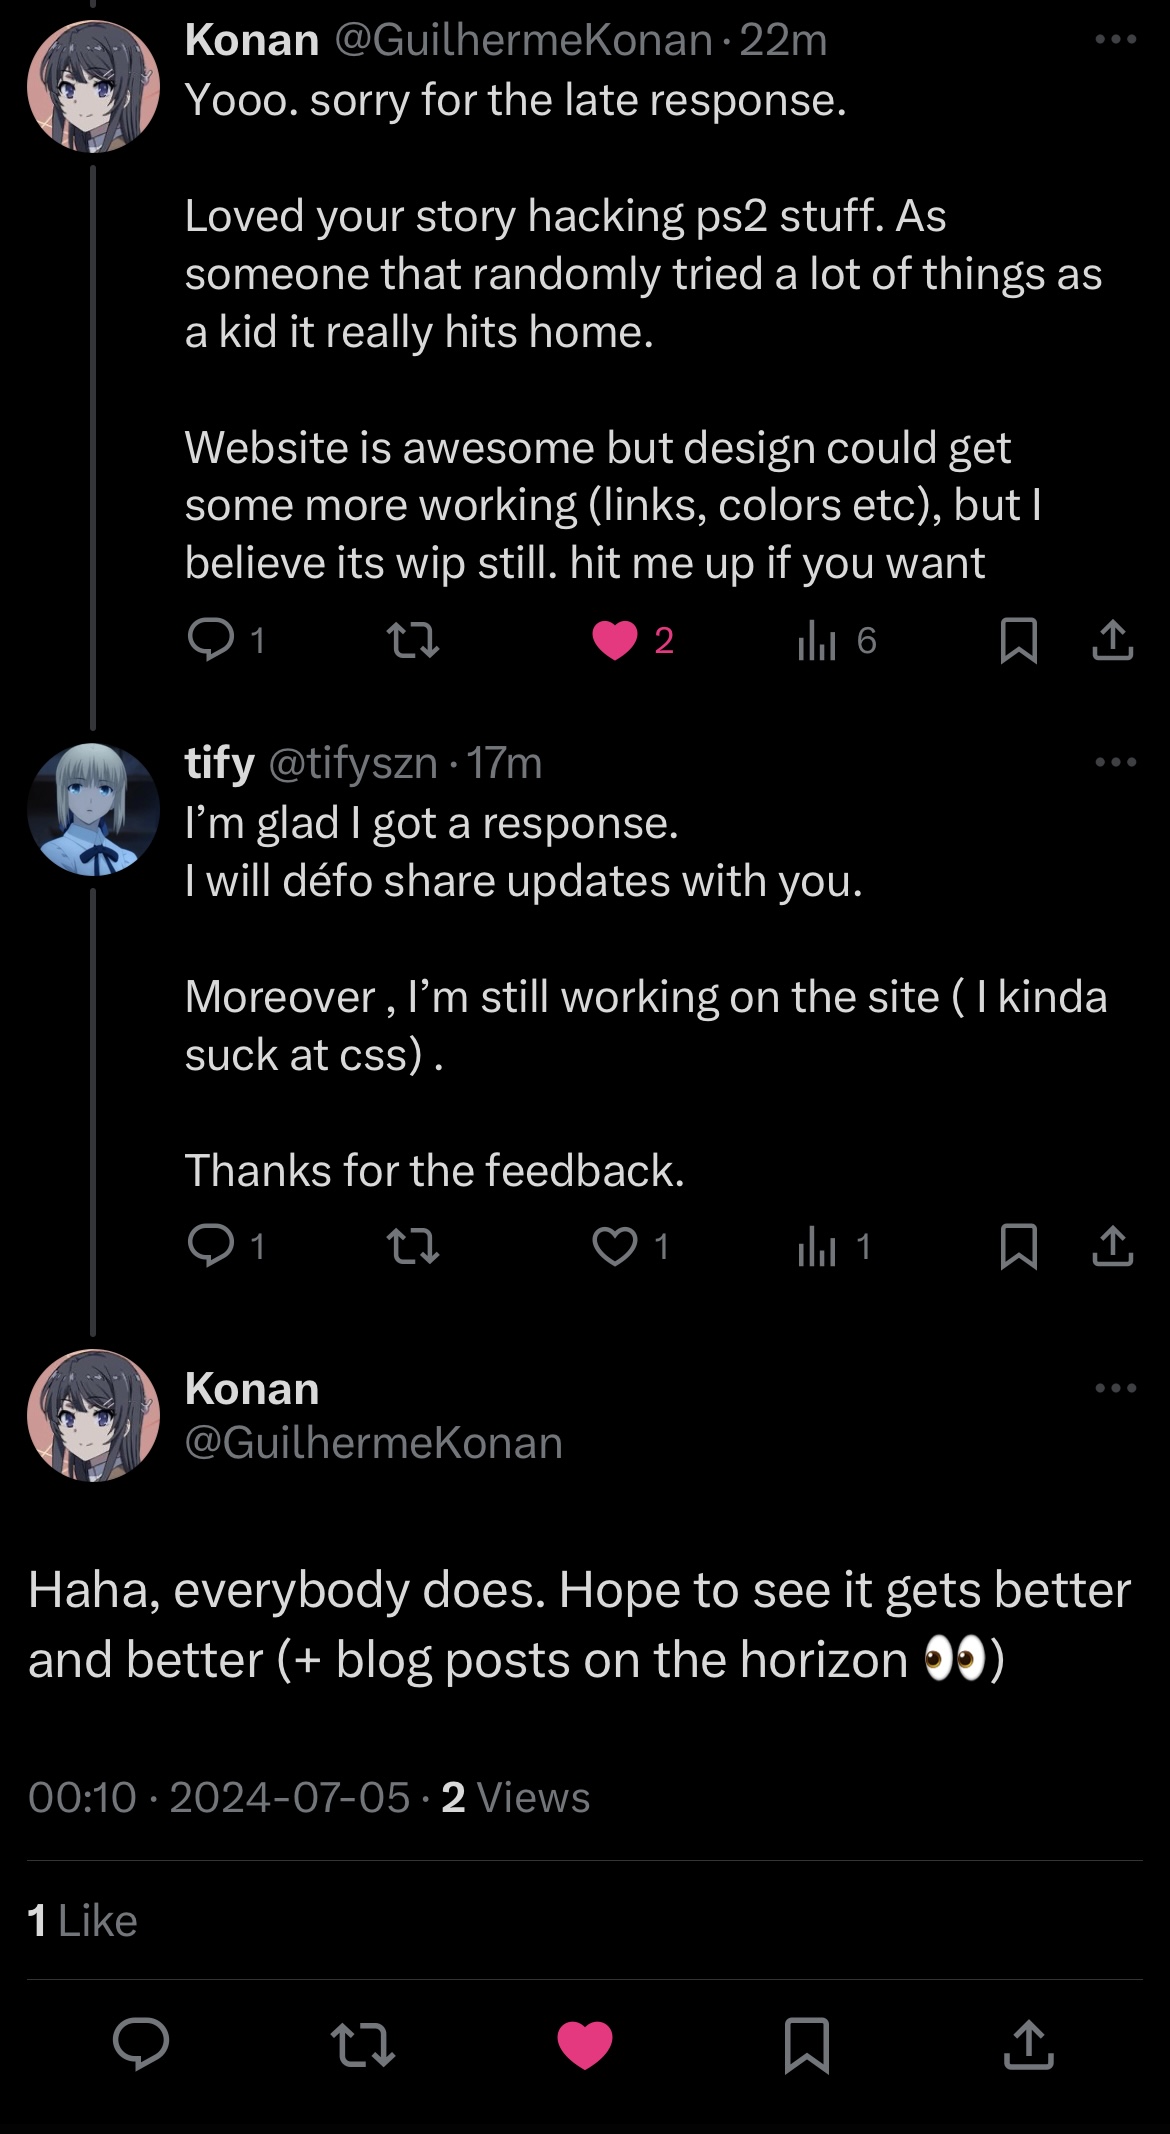 Konan @GuilhermeKonan · 22m
Yooo. sorry for the late response.
Loved your story hacking ps2 stuff. As
someone that randomly tried a lot of things as
a kid it really hits home.
Website is awesome but design could get
some more working (links, colors etc), but I
believe its wip still. hit me up if you want
1 2 6
tify @tifyszn · 17m
I’m glad I got a response.
I will défo share updates with you.
Moreover , I’m still working on the site ( I kinda
suck at css) .
Thanks for the feedback.
1 1 1
Konan
@GuilhermeKonan
Haha, everybody does. Hope to see it gets better
and better (+ blog posts on the horizon 👀)
00:10 · 2024-07-05 · 2 Views
1 Like